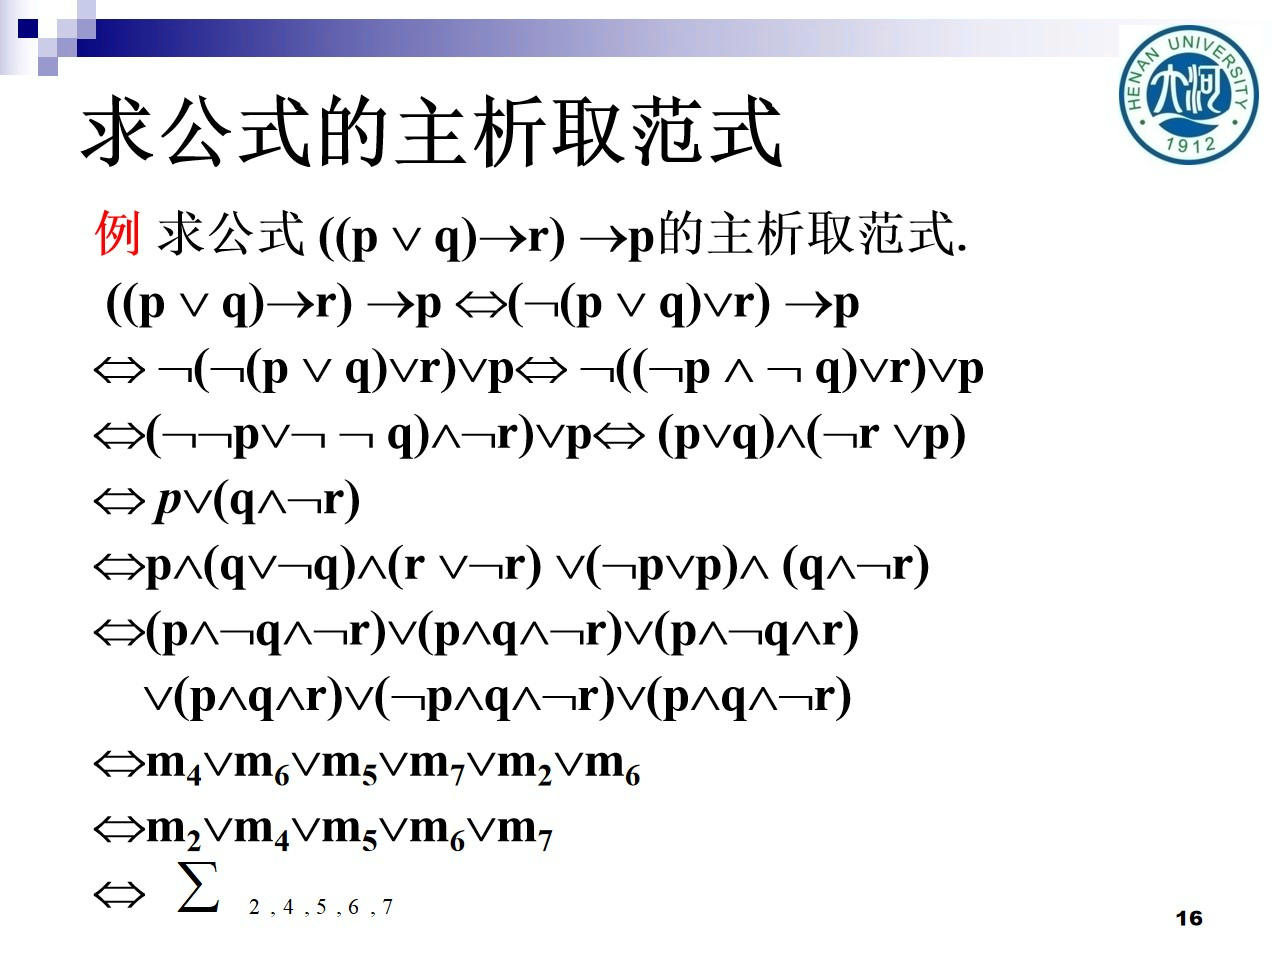 HENAN UNIVERSITY
1912
求公式的主析取范式
例 求公式 ((p ∨ q)→r) →p的主析取范式.
((p ∨ q)→r) →p ⇔(¬(p ∨ q)∨r) →p
⇔ ¬(¬(p ∨ q)∨r)∨p⇔ ¬((¬p ∧ ¬ q)∨r)∨p
⇔(¬¬p∨¬ ¬ q)∧¬r)∨p⇔ (p∨q)∧(¬r ∨p)
⇔ p∨(q∧¬r)
⇔p∧(q∨¬q)∧(r ∨¬r) ∨(¬p∨p)∧ (q∧¬r)
⇔(p∧¬q∧¬r)∨(p∧q∧¬r)∨(p∧¬q∧r)
∨(p∧q∧r)∨(¬p∧q∧¬r)∨(p∧q∧¬r)
⇔m₄∨m₆∨m₅∨m₇∨m₂∨m₆
⇔m₂∨m₄∨m₅∨m₆∨m₇
⇔ ∑ 2 , 4 , 5 , 6 , 7
16